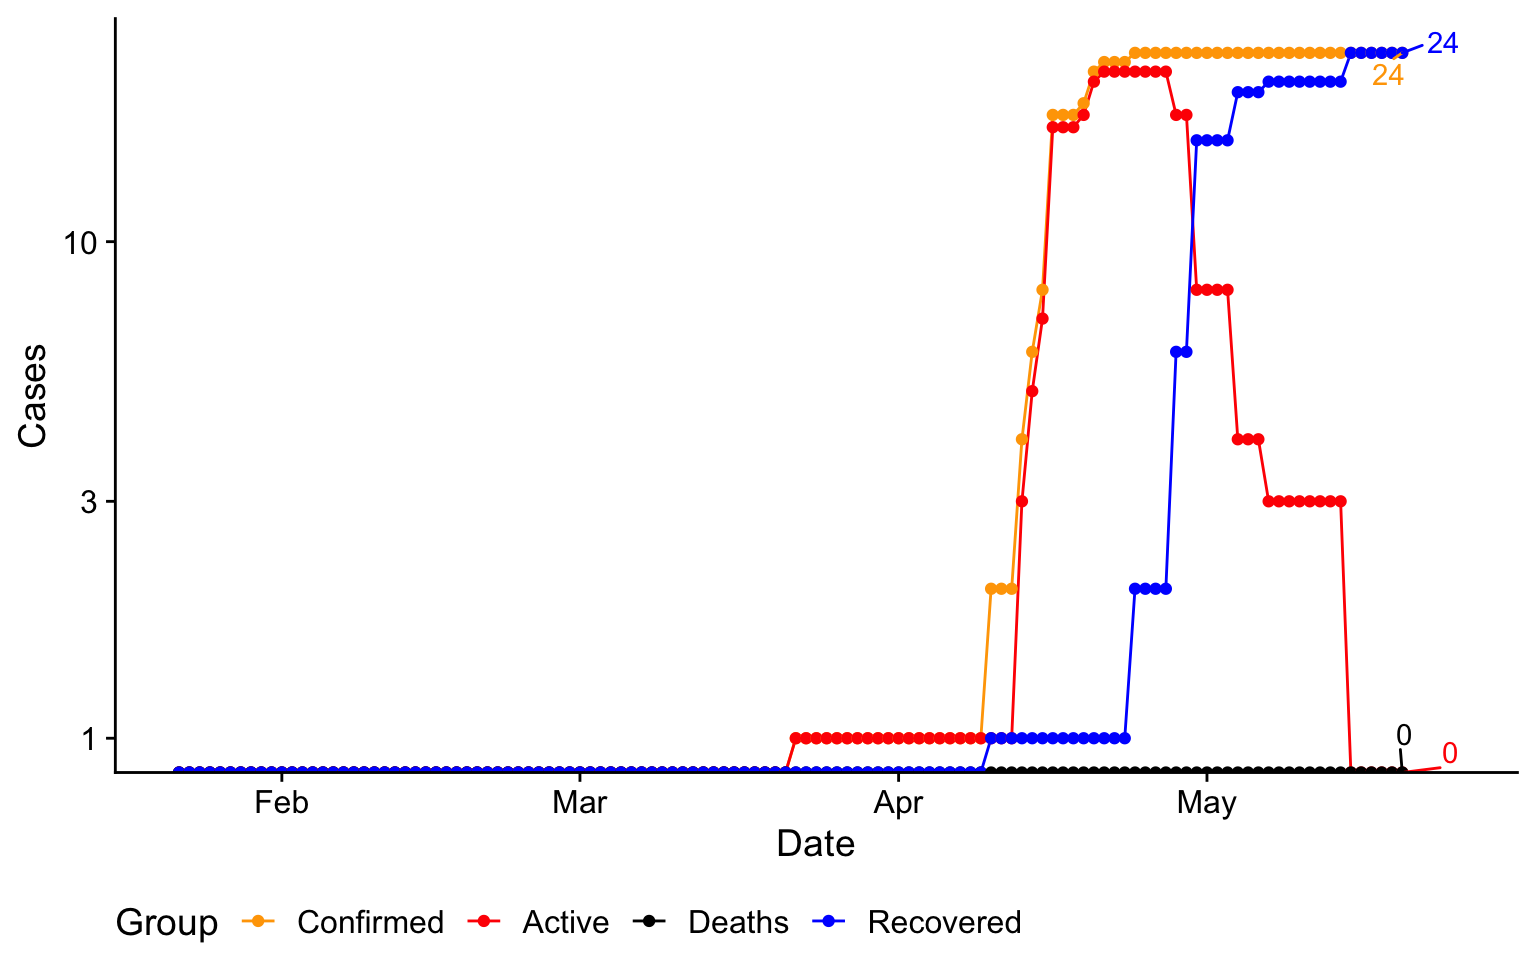 24
24
10
Cases
3
1
0
0
Feb Mar Apr May
Date
Group Confirmed Active Deaths Recovered